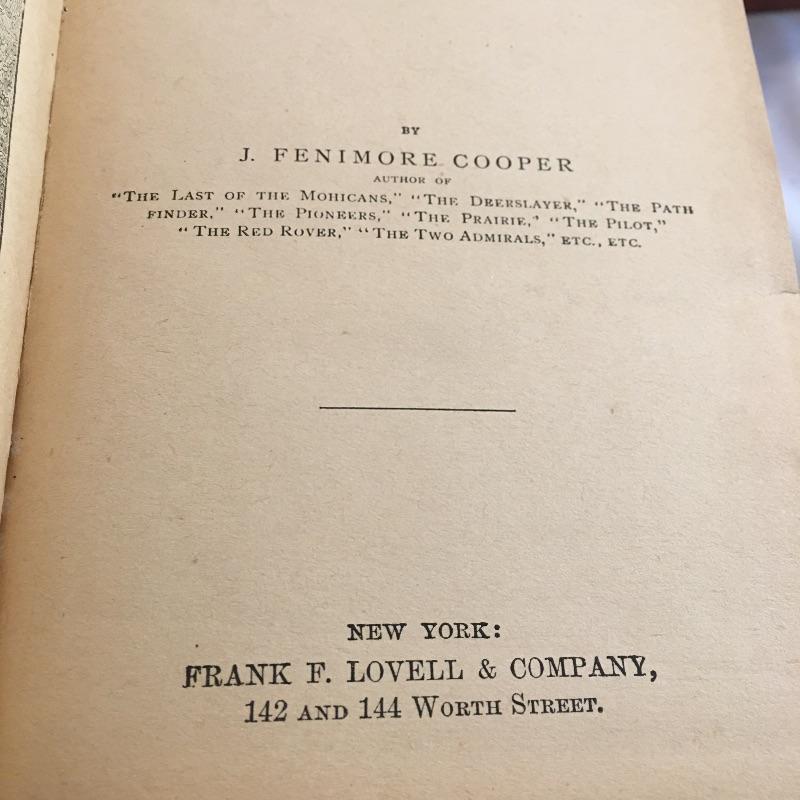 BY
J. FENIMORE COOPER
AUTHOR OF
"THE LAST OF THE MOHICANS," "THE DEERSLAYER," "THE PATH
FINDER," "THE PIONEERS," "THE PRAIRIE," "THE PILOT,"
"THE RED ROVER," "THE TWO ADMIRALS," ETC., ETC.
NEW YORK:
FRANK F. LOVELL & COMPANY,
142 AND 144 WORTH STREET.